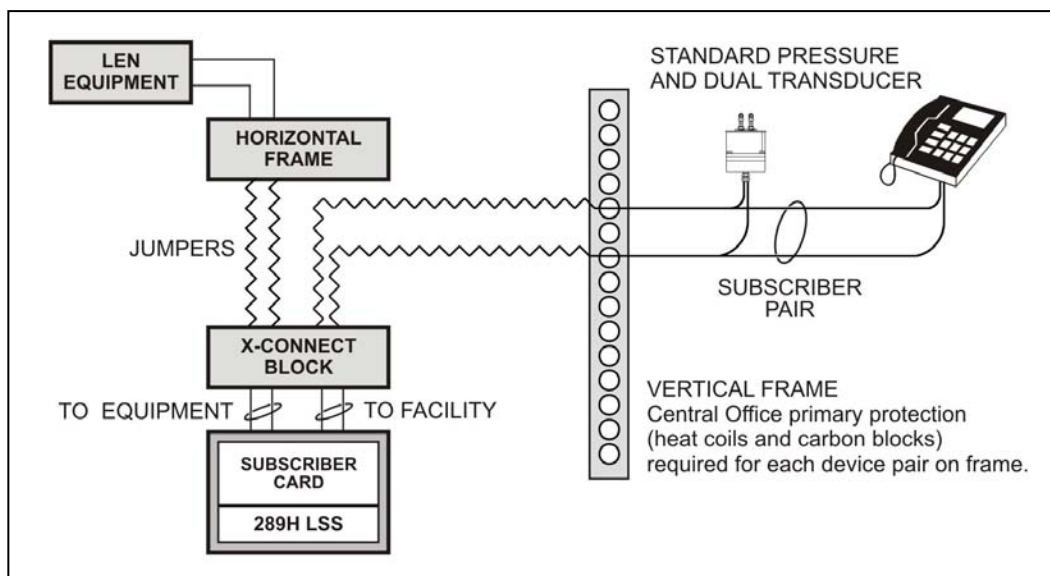 LEN
EQUIPMENT
HORIZONTAL
FRAME
JUMPERS
X-CONNECT
BLOCK
TO EQUIPMENT
TO FACILITY
SUBSCRIBER
CARD
289H LSS
STANDARD PRESSURE
AND DUAL TRANSDUCER
SUBSCRIBER
PAIR
VERTICAL FRAME
Central Office primary protection
(heat coils and carbon blocks)
required for each device pair on frame.